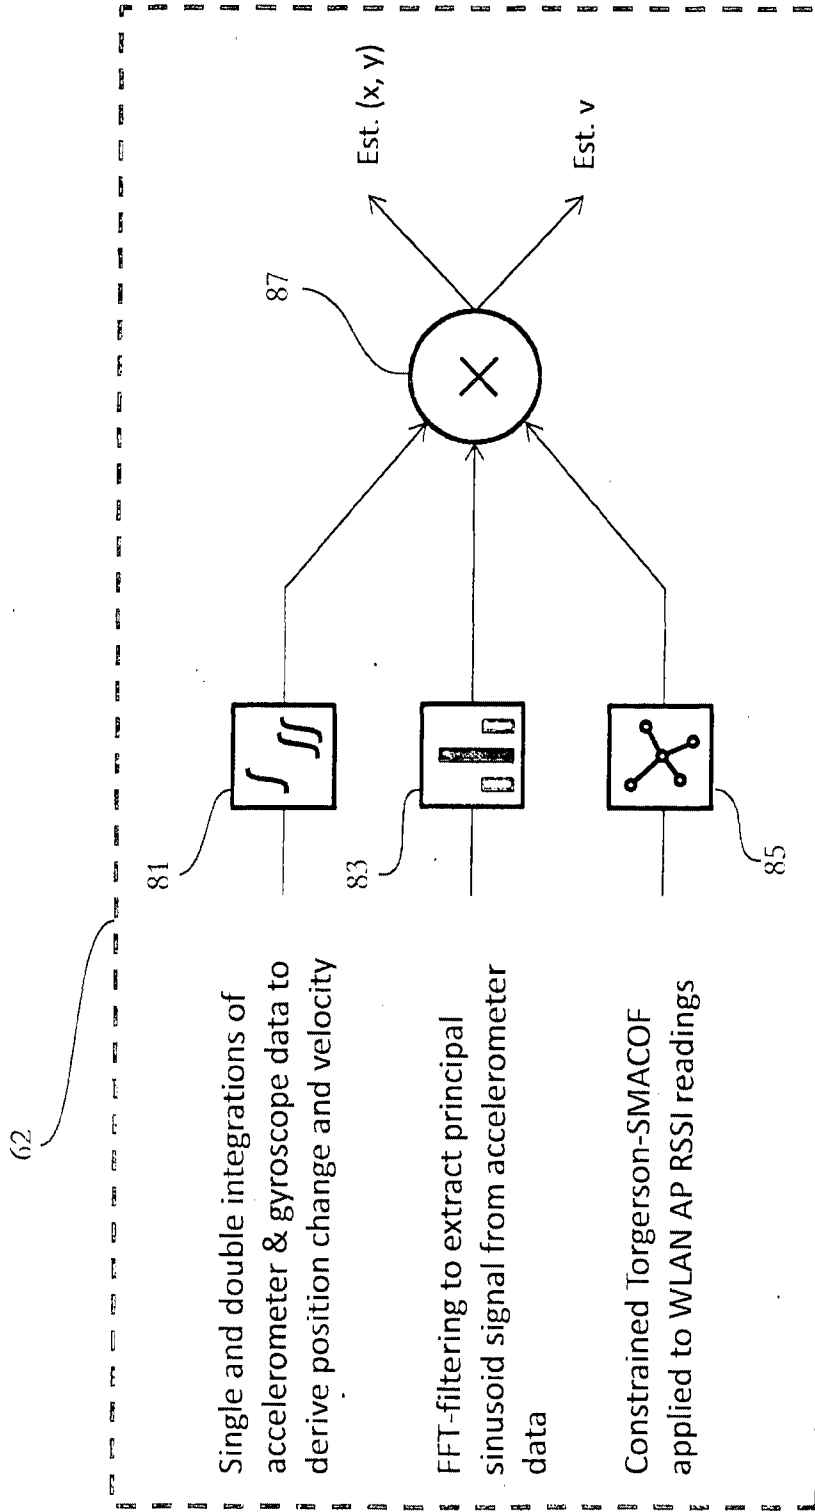 62
Single and double integrations of
accelerometer & gyroscope data to
derive position change and velocity
81
FFT-filtering to extract principal
sinusoid signal from accelerometer
data
83
Constrained Torgerson-SMACOF
applied to WLAN AP RSSI readings
85
87
Est. (x, y)
Est. v